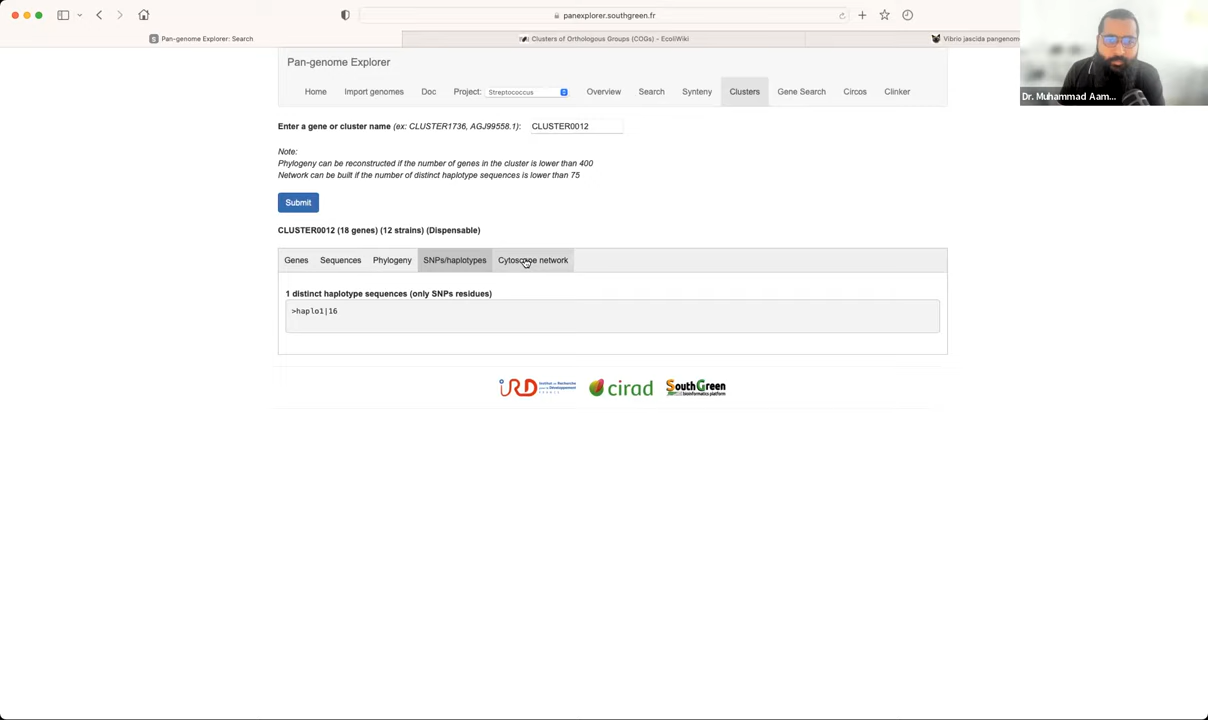 panexplorer.southgreen.fr
Pan-genome Explorer: Search
Clusters of Orthologous Groups (COGs) - EcoliWiki
Vibrio jascida pangenom
Pan-genome Explorer
Home Import genomes Doc Project: Streptococcus Overview Search Synteny Clusters Gene Search Circos Clinker
Enter a gene or cluster name (ex: CLUSTER1736, AGJ99558.1): CLUSTER0012
Note:
Phylogeny can be reconstructed if the number of genes in the cluster is lower than 400
Network can be built if the number of distinct haplotype sequences is lower than 75
Submit
CLUSTER0012 (18 genes) (12 strains) (Dispensable)
Genes Sequences Phylogeny SNPs/haplotypes Cytoscape network
1 distinct haplotype sequences (only SNPs residues)
>haplo1|16
IRD
cirad
SouthGreen
bioinformatics platform
Dr. Muhammad Aam...